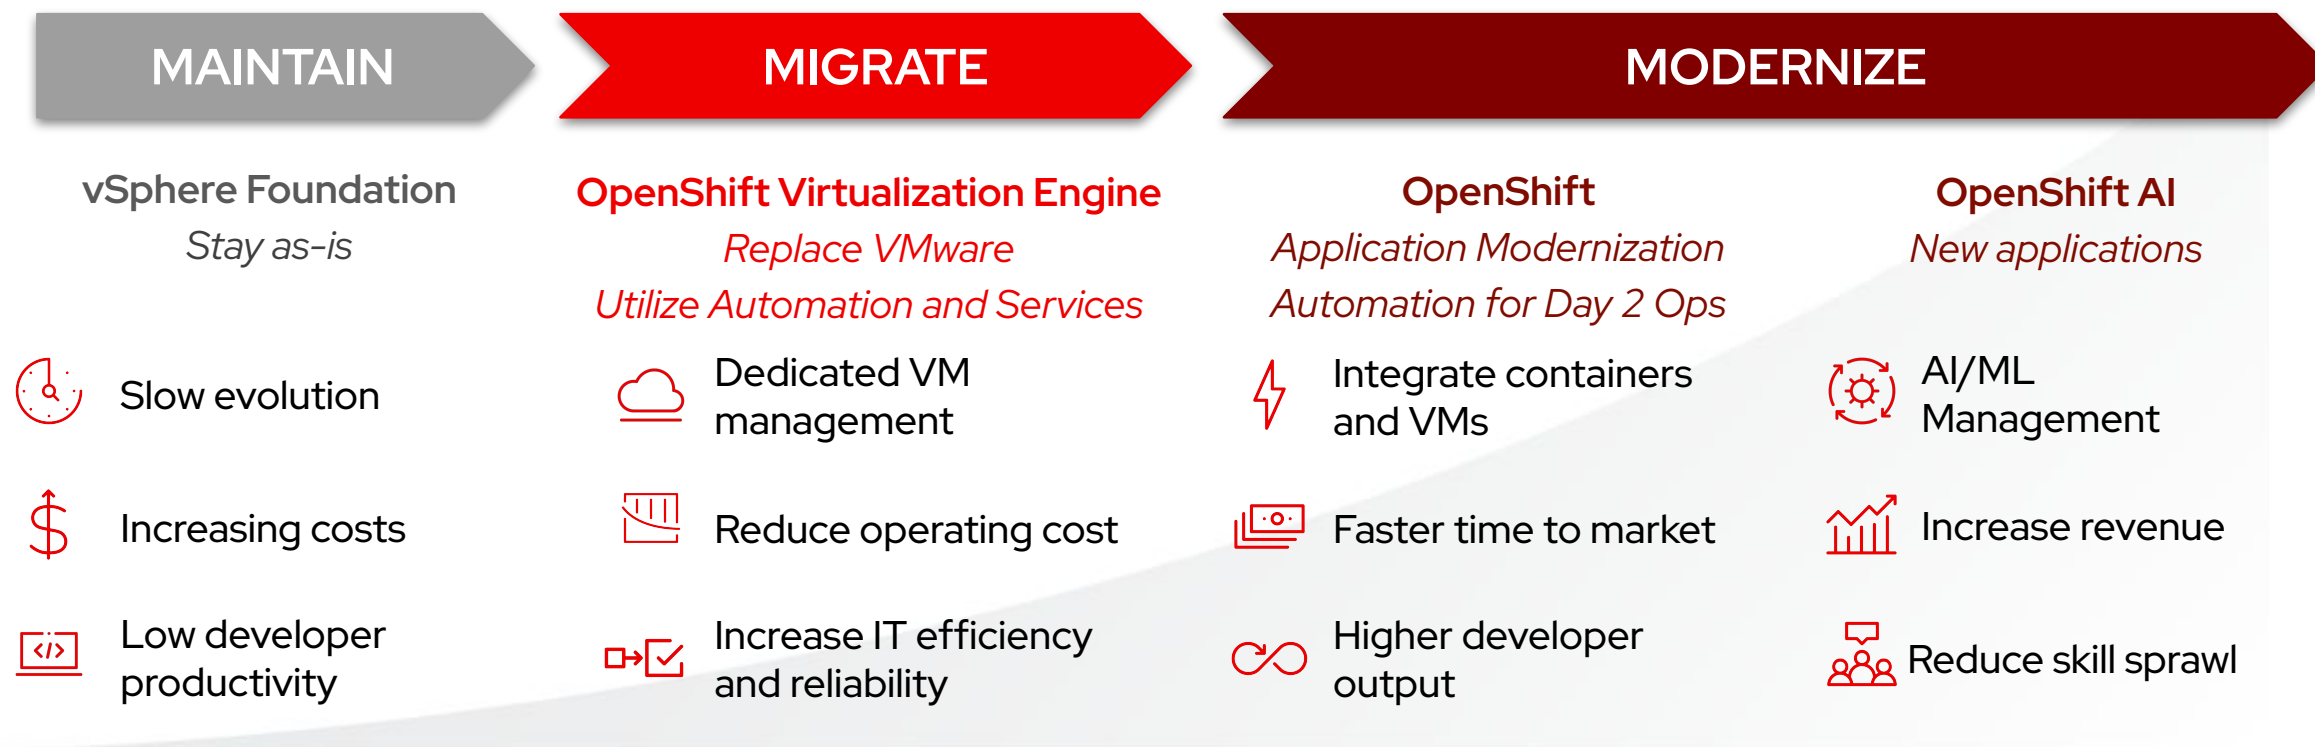 MAINTAIN
MIGRATE
MODERNIZE
vSphere Foundation
Stay as-is
Slow evolution
Increasing costs
Low developer
productivity
OpenShift Virtualization Engine
Replace VMware
Utilize Automation and Services
Dedicated VM
management
Reduce operating cost
Increase IT efficiency
and reliability
OpenShift
Application Modernization
Automation for Day 2 Ops
Integrate containers
and VMs
Faster time to market
Higher developer
output
OpenShift AI
New applications
AI/ML
Management
Increase revenue
Reduce skill sprawl